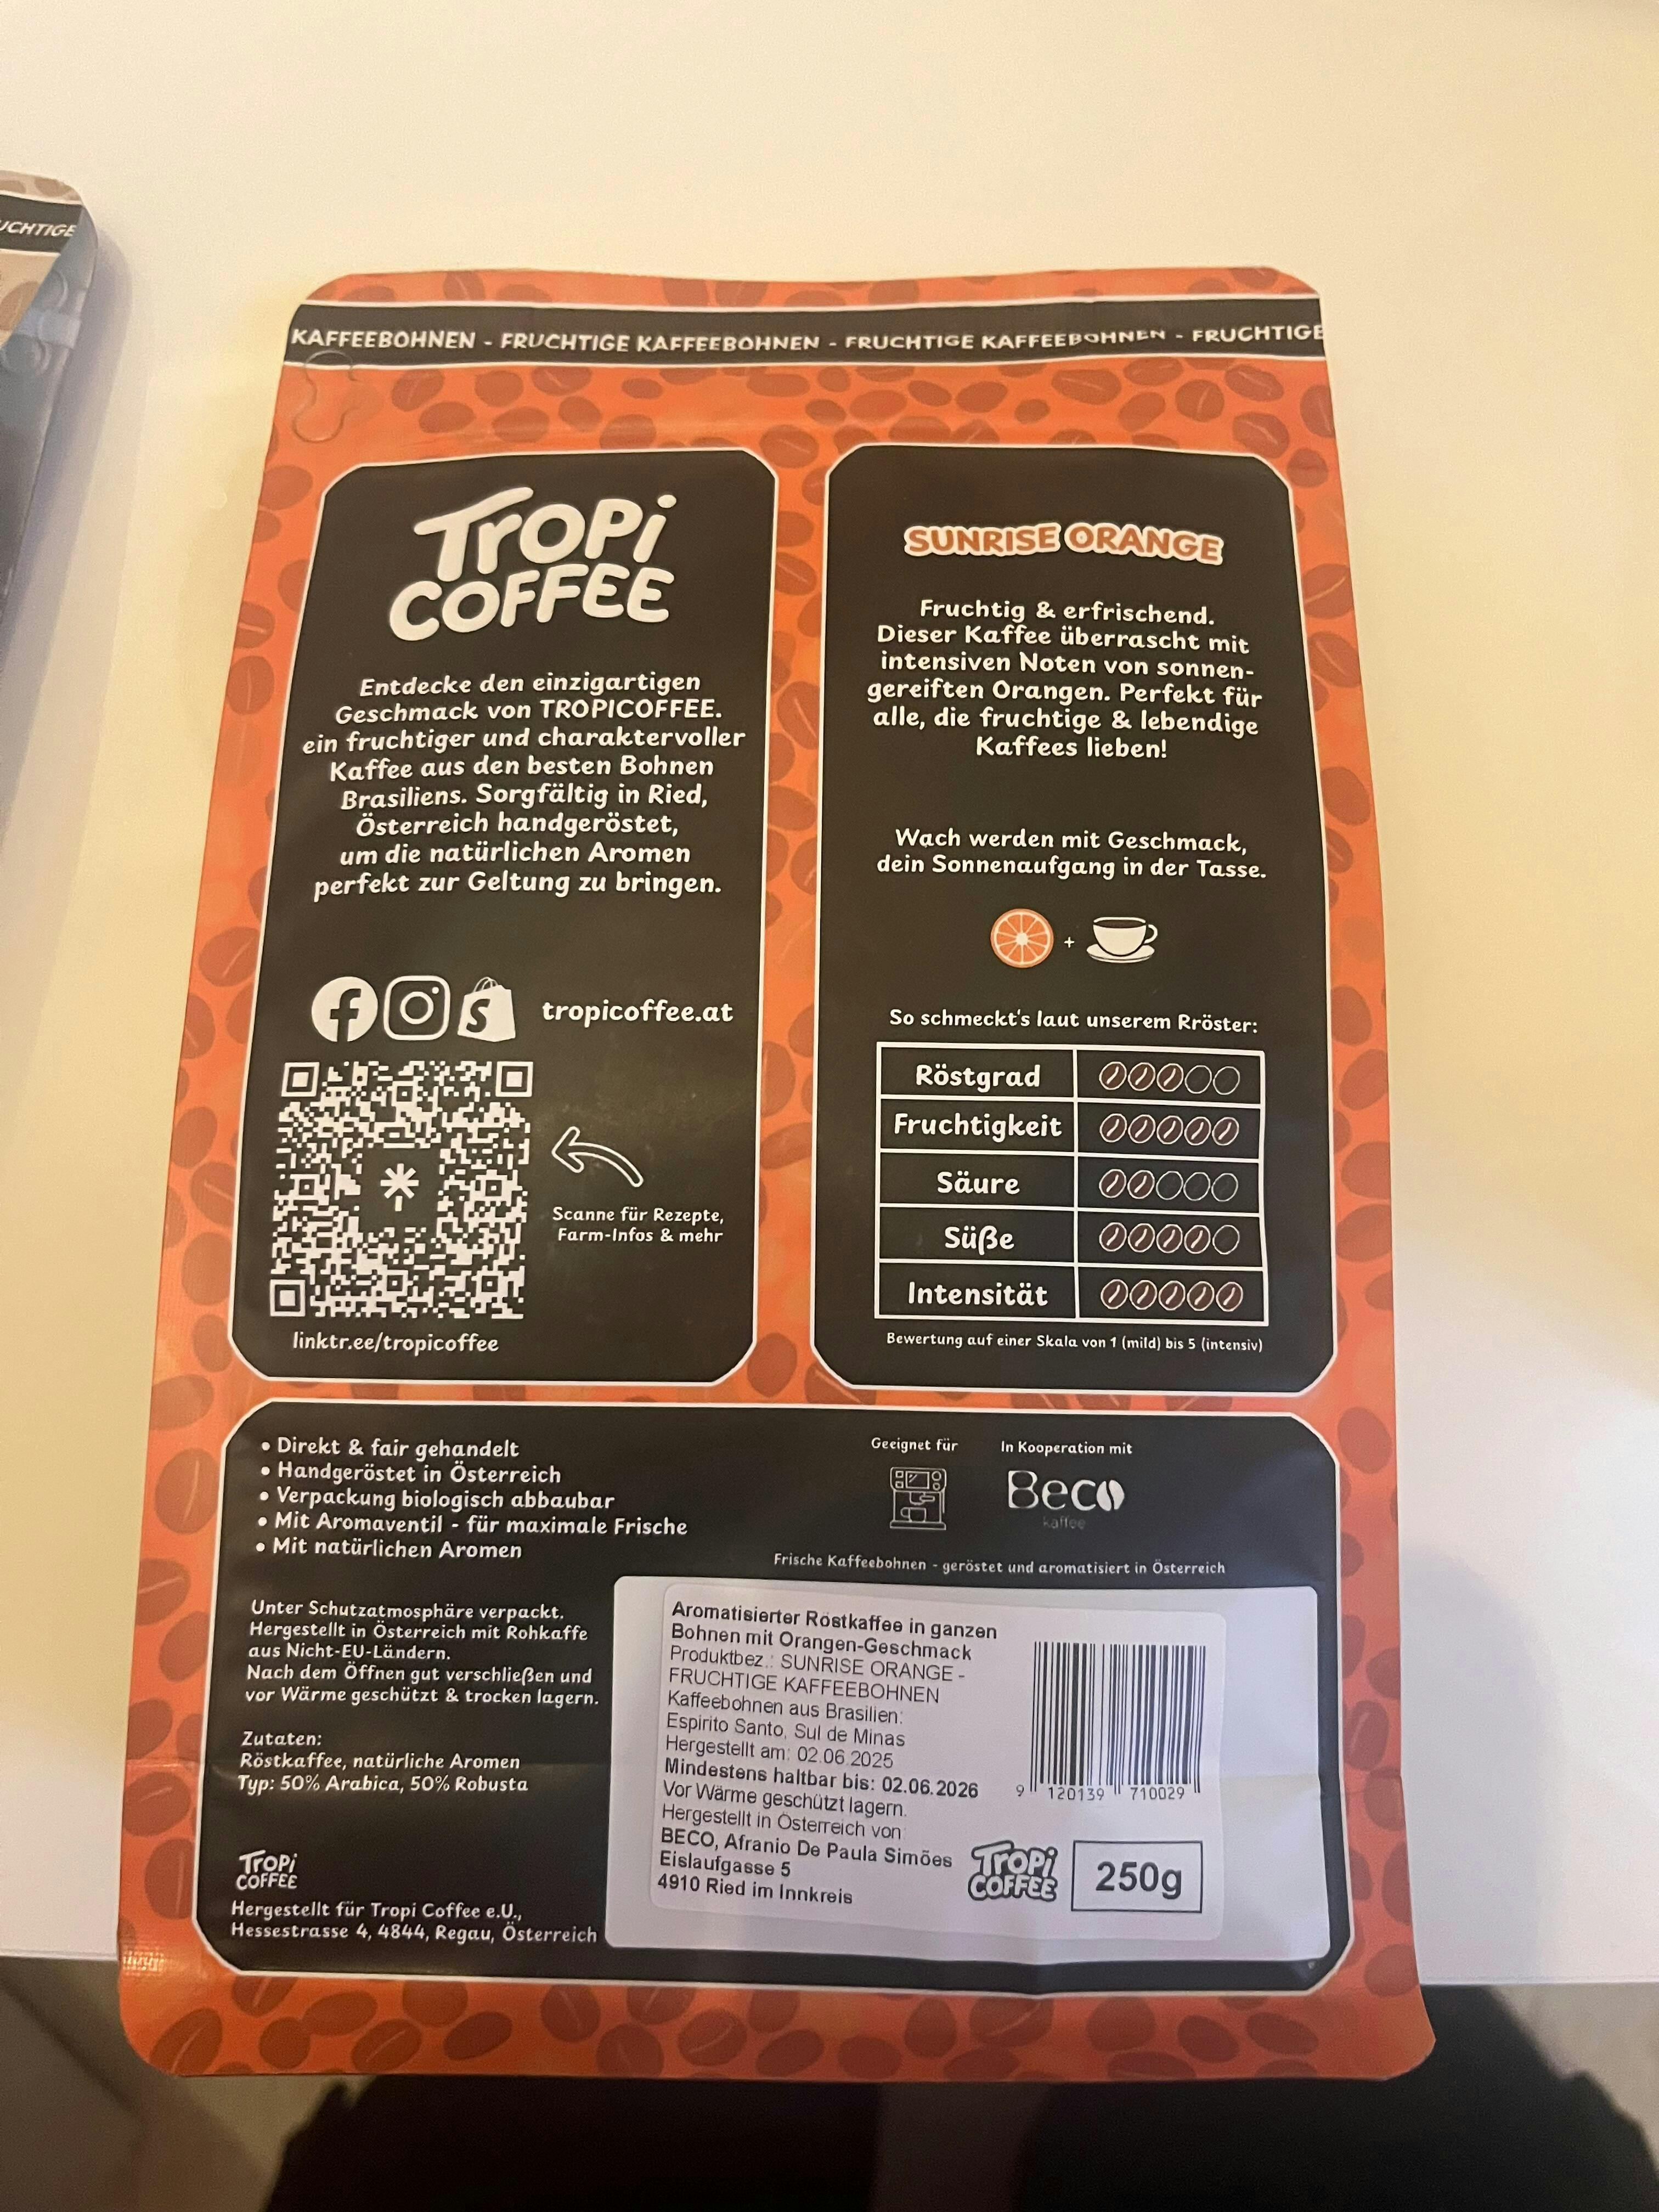 UCHTIGE
KAFFEEBOHNEN - FRUCHTIGE KAFFEEBOHNEN - FRUCHTIGE KAFFEEBOHNEN - FRUCHTIGE
TROPi
COFFEE
Entdecke den einzigartigen
Geschmack von TROPICOFFEE.
ein fruchtiger und charaktervoller
Kaffee aus den besten Bohnen
Brasiliens. Sorgfältig in Ried,
Österreich handgeröstet,
um die natürlichen Aromen
perfekt zur Geltung zu bringen.
tropicoffee.at
Scanne für Rezepte,
Farm-Infos & mehr
linktr.ee/tropicoffee
SUNRISE ORANGE
Fruchtig & erfrischend.
Dieser Kaffee überrascht mit
intensiven Noten von sonnen-
gereiften Orangen. Perfekt für
alle, die fruchtige & lebendige
Kaffees lieben!
Wach werden mit Geschmack,
dein Sonnenaufgang in der Tasse.
+
So schmeckt's laut unserem Rröster:
Röstgrad
Fruchtigkeit
Säure
Süße
Intensität
Bewertung auf einer Skala von 1 (mild) bis 5 (intensiv)
• Direkt & fair gehandelt
• Handgeröstet in Österreich
• Verpackung biologisch abbaubar
• Mit Aromaventil - für maximale Frische
• Mit natürlichen Aromen
Geeignet für
In Kooperation mit
Beco
kaffee
Frische Kaffeebohnen - geröstet und aromatisiert in Österreich
Unter Schutzatmosphäre verpackt.
Hergestellt in Österreich mit Rohkaffe
aus Nicht-EU-Ländern.
Nach dem Öffnen gut verschließen und
vor Wärme geschützt & trocken lagern.
Zutaten:
Röstkaffee, natürliche Aromen
Typ: 50% Arabica, 50% Robusta
TROPi
COFFEE
Hergestellt für Tropi Coffee e.U.,
Hessestrasse 4, 4844, Regau, Österreich
Aromatisierter Röstkaffee in ganzen
Bohnen mit Orangen-Geschmack
Produktbez.: SUNRISE ORANGE -
FRUCHTIGE KAFFEEBOHNEN
Kaffeebohnen aus Brasilien:
Espirito Santo, Sul de Minas
Hergestellt am: 02.06.2025
Mindestens haltbar bis: 02.06.2026
Vor Wärme geschützt lagern.
Hergestellt in Österreich von:
BECO, Afranio De Paula Simões
Eislaufgasse 5
4910 Ried im Innkreis
9 120139 710029
TROPi
COFFEE
250g